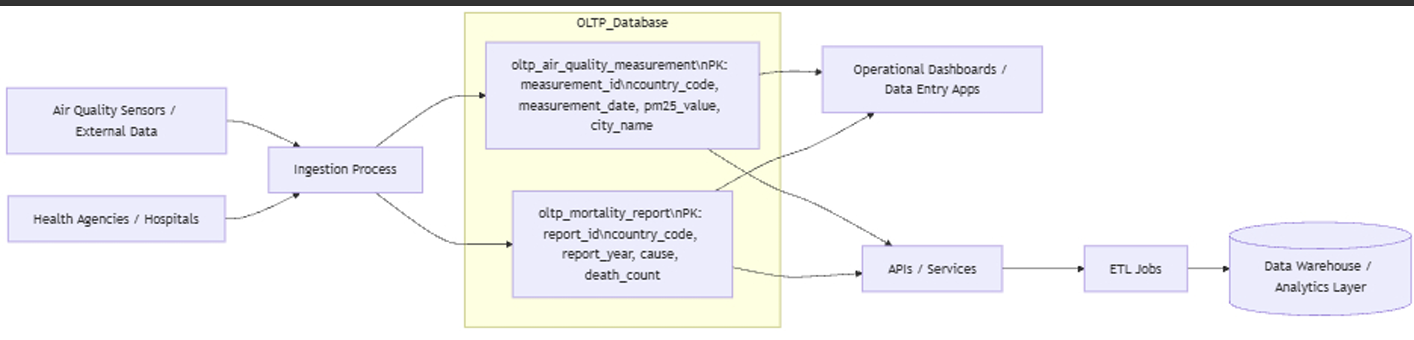 OLTP_Database
oltp_air_quality_measurement\nPK:
measurement_id\ncountry_code,
measurement_date, pm25_value,
city_name
Operational Dashboards /
Data Entry Apps
Air Quality Sensors /
External Data
Ingestion Process
Health Agencies / Hospitals
oltp_mortality_report\nPK:
report_id\ncountry_code,
report_year, cause,
death_count
APIs / Services
ETL Jobs
Data Warehouse /
Analytics Layer